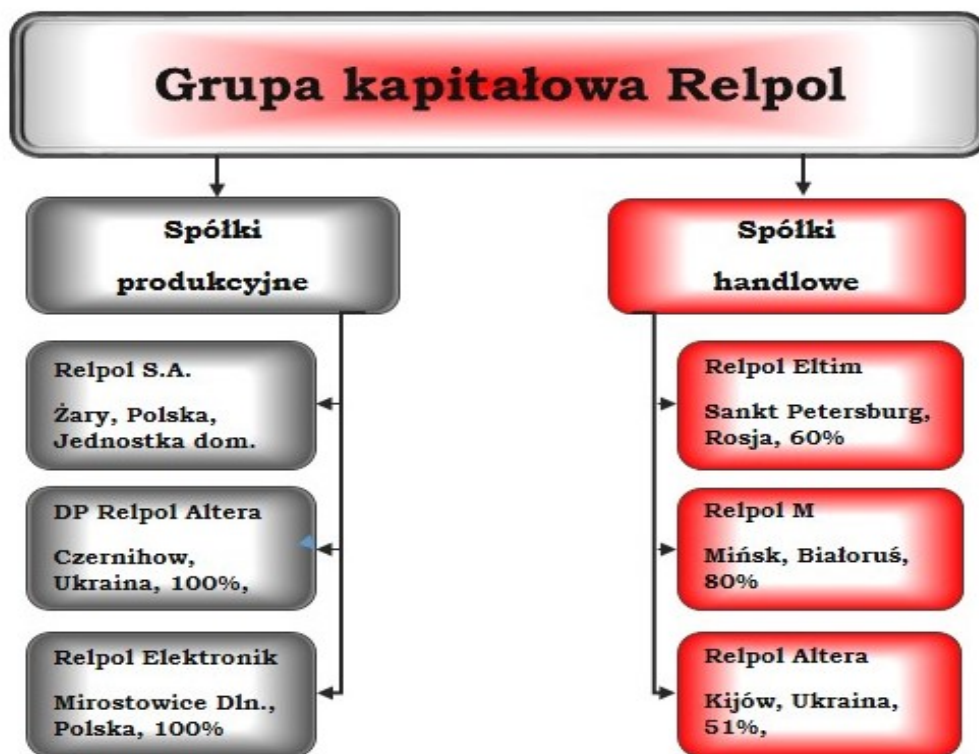 Grupa kapitałowa Relpol
Spółki
produkcyjne
Relpol S.A.
Żary, Polska,
Jednostka dom.
DP Relpol Altera
Czernihow,
Ukraina, 100%,
Relpol Elektronik
Mirostowice Dln.,
Polska, 100%
Spółki
handlowe
Relpol Eltim
Sankt Petersburg,
Rosja, 60%
Relpol M
Mińsk, Białoruś,
80%
Relpol Altera
Kijów, Ukraina,
51%,